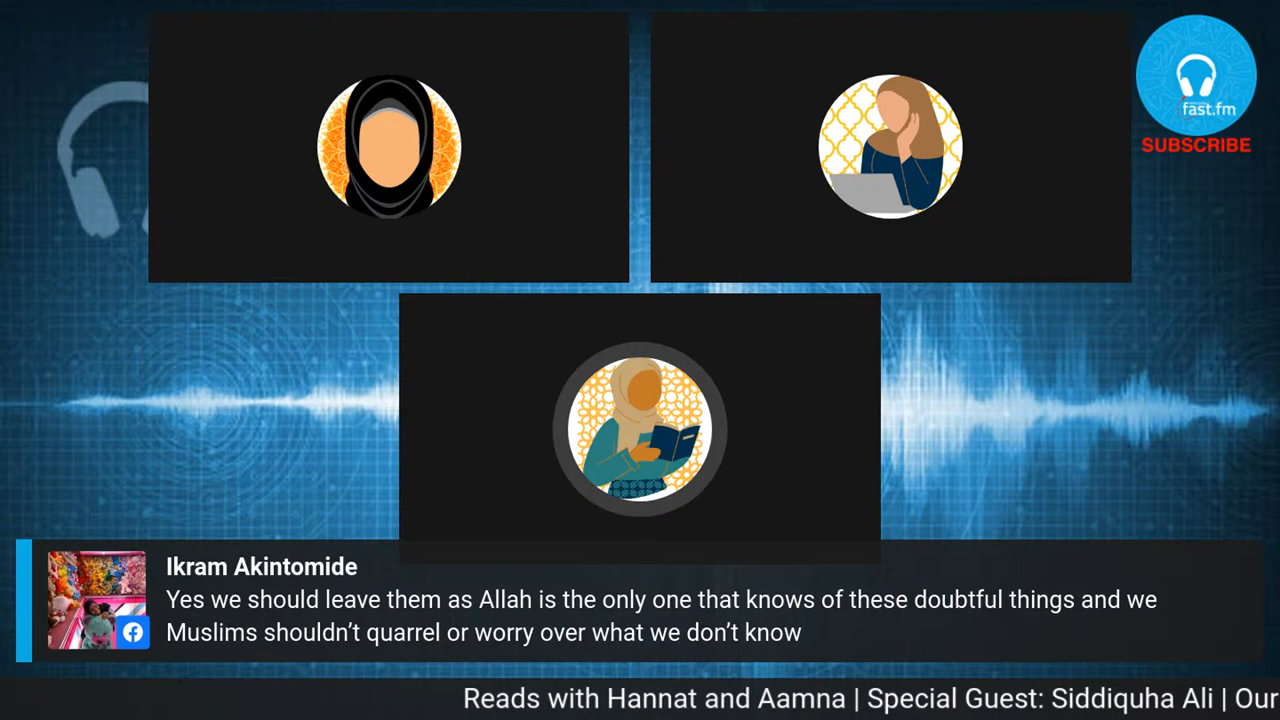 fast.fm
SUBSCRIBE
Ikram Akintomide
Yes we should leave them as Allah is the only one that knows of these doubtful things and we
Muslims shouldn’t quarrel or worry over what we don’t know
Reads with Hannat and Aamna | Special Guest: Siddiquha Ali | Our